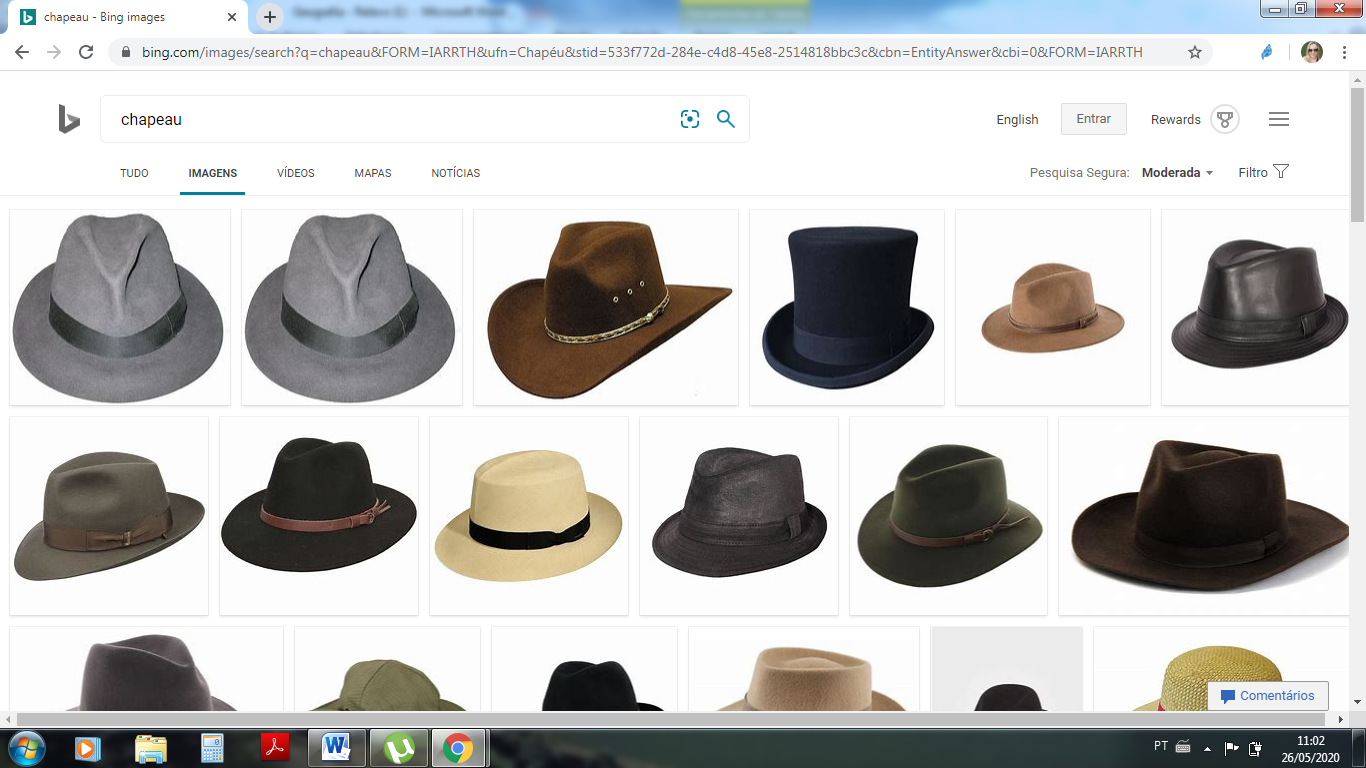 chapeau - Bing images
bing.com/images/search?q=chapeau&FORM=IARRTH&ufn=Chapéu&stid=533f772d-284e-c4d8-45e8-2514818bbc3c&cbn=EntityAnswer&cbi=0&FORM=IARRTH
chapeau
English
Entrar
Rewards
TUDO
IMAGENS
VÍDEOS
MAPAS
NOTÍCIAS
Pesquisa Segura: Moderada
Filtro
Comentários
PT
11:02
26/05/2020